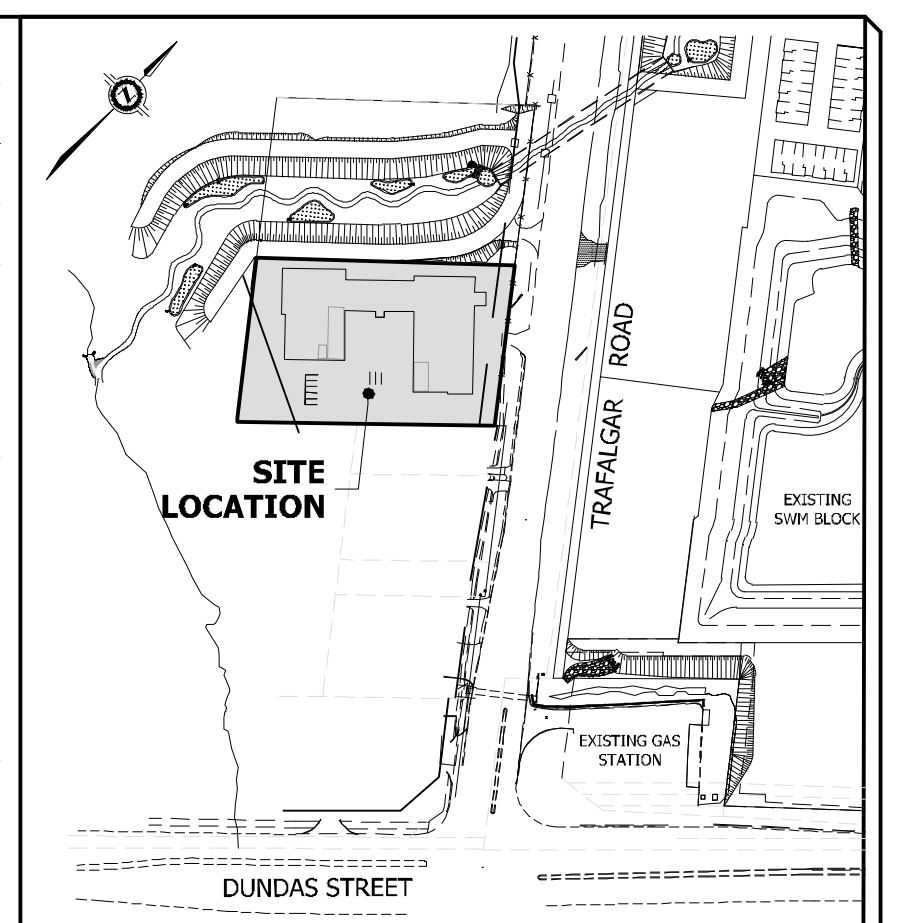 N
TRAFALGAR ROAD
SITE
LOCATION
EXISTING
SWM BLOCK
EXISTING GAS
STATION
DUNDAS STREET